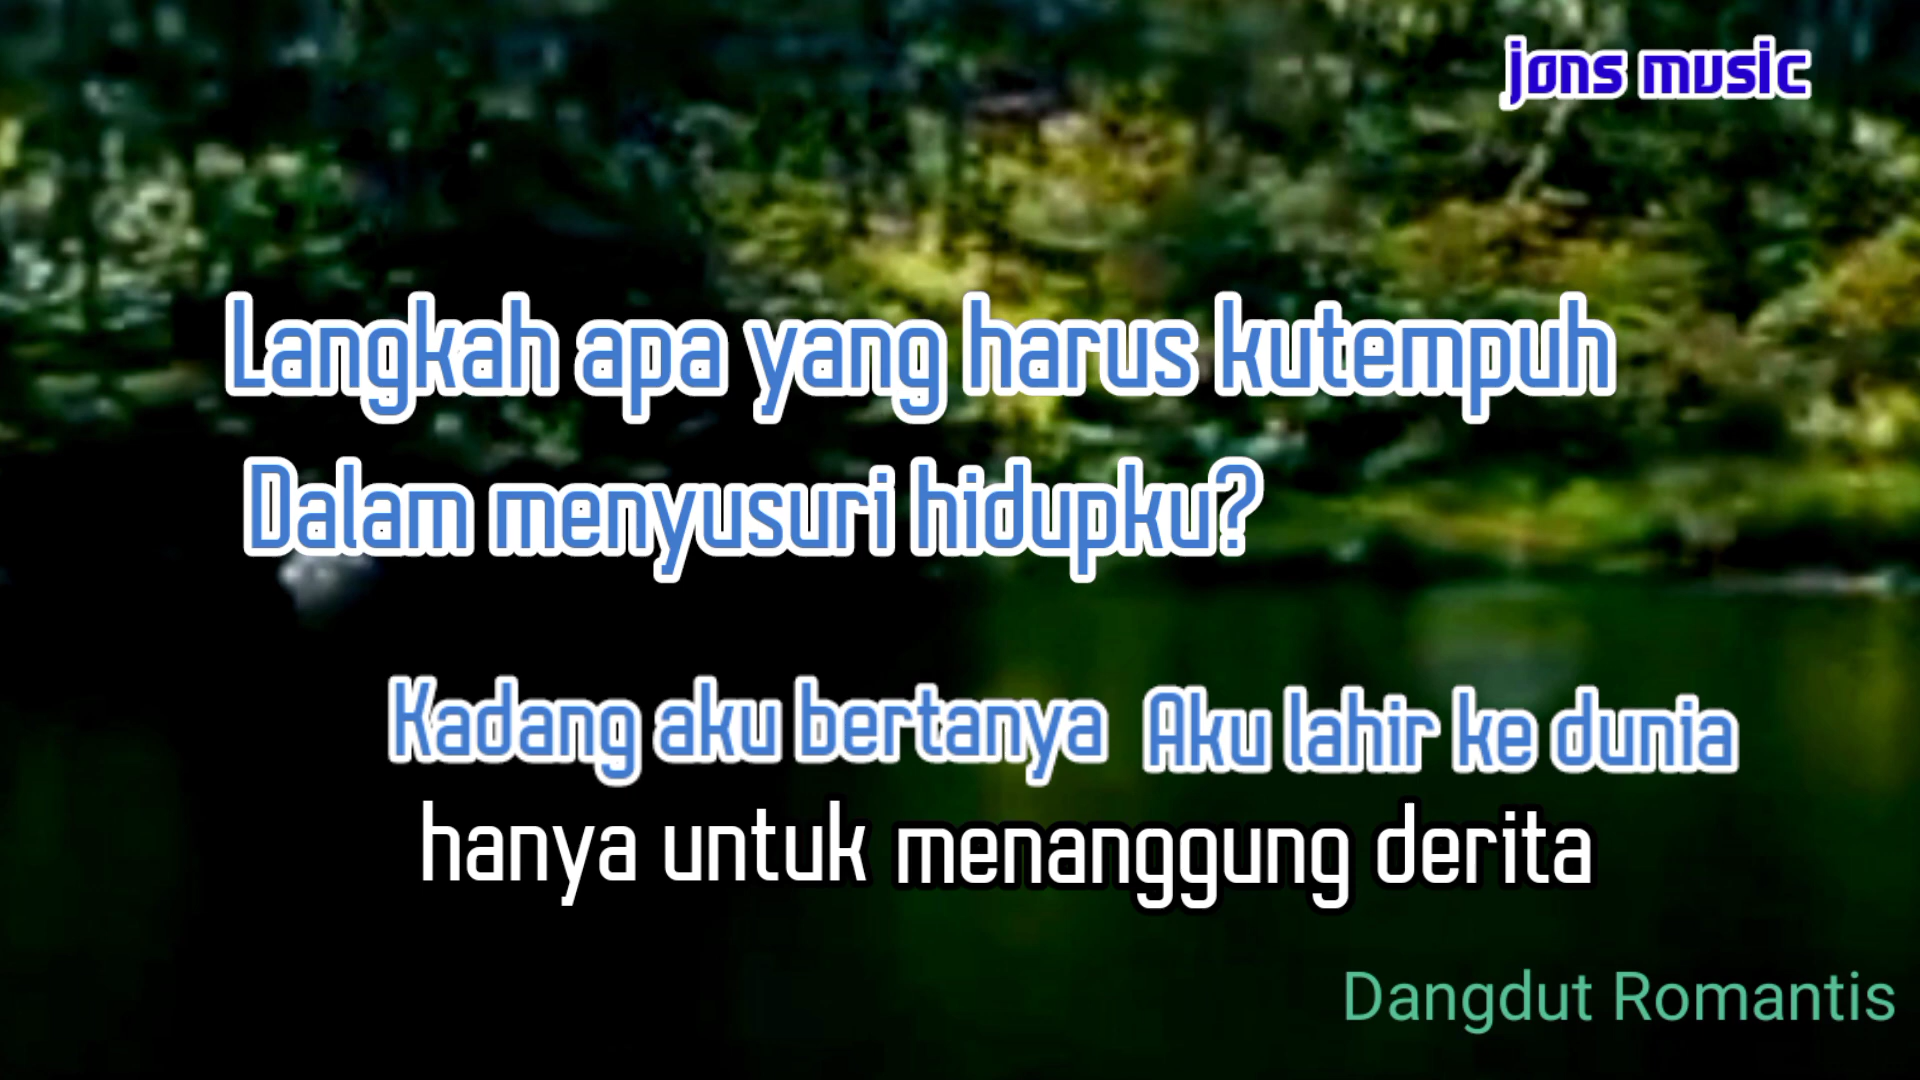 jons music
Langkah apa yang harus kutempuh
Dalam menyusuri hidupku?
Kadang aku bertanya Aku lahir ke dunia
hanya untuk menanggung derita
Dangdut Romantis